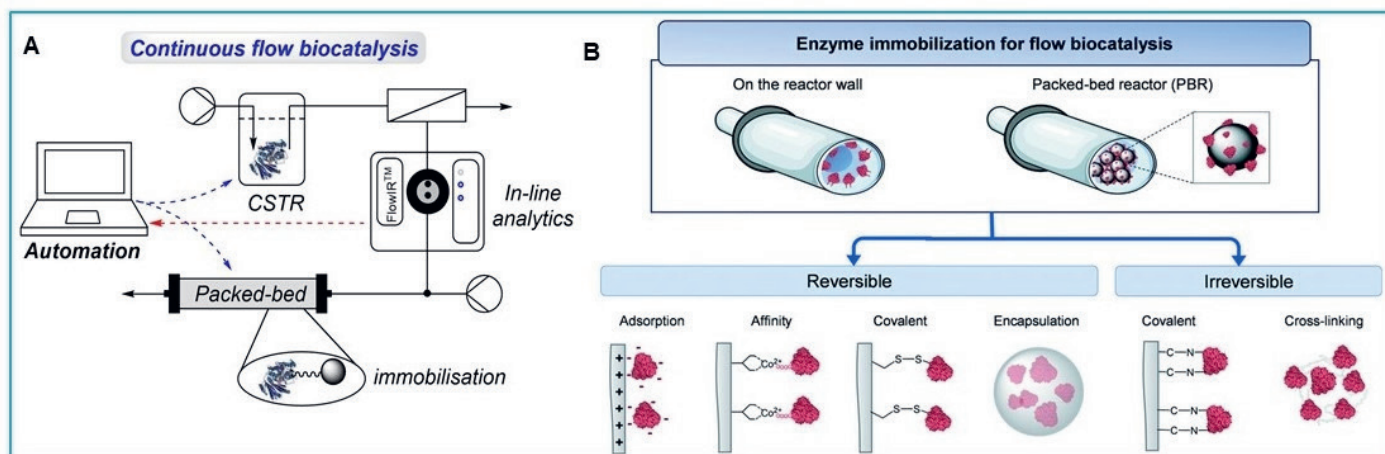 A
Continuous flow biocatalysis
CSTR
FlowIR™
In-line
analytics
Automation
Packed-bed
immobilisation
B
Enzyme immobilization for flow biocatalysis
On the reactor wall
Packed-bed reactor (PBR)
Reversible
Irreversible
Adsorption
Affinity
Covalent
Encapsulation
Covalent
Cross-linking
+
+
+
+
+
+
Co²⁺
Co²⁺
S–S
S–S
C–N
C–N
C–N
C–N